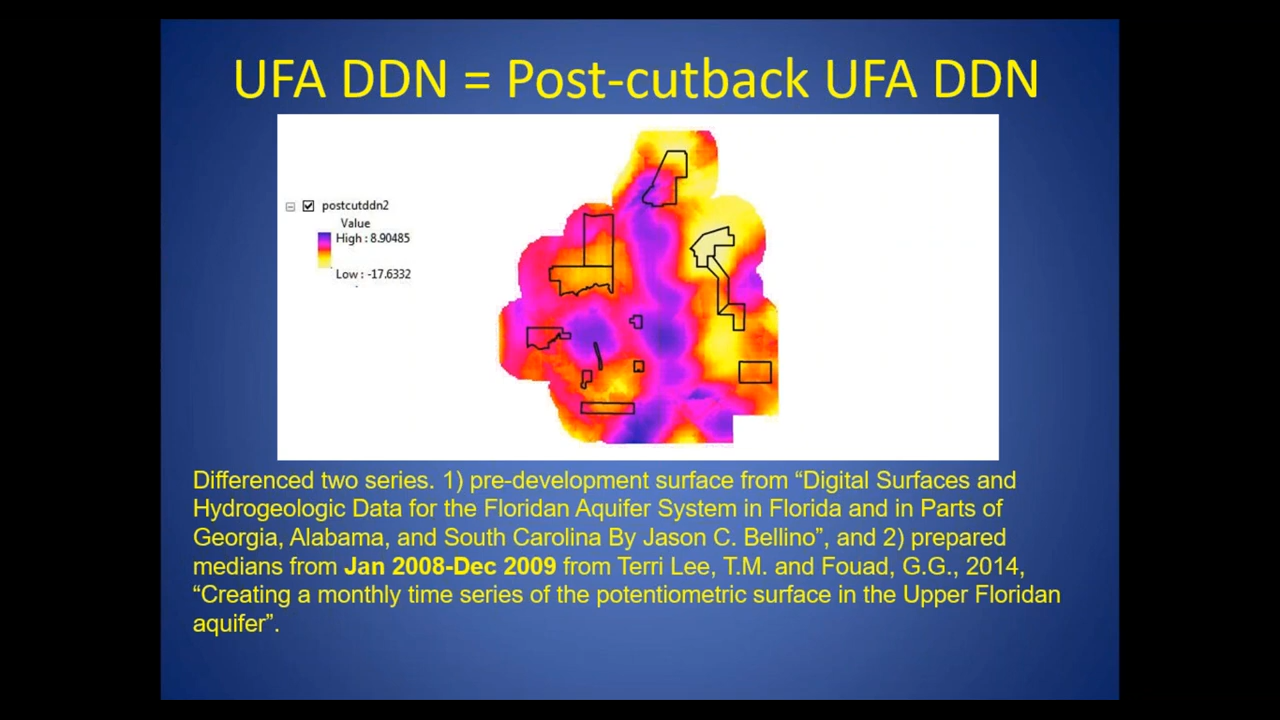 UFA DDN = Post-cutback UFA DDN
postcutddn2
Value
High : 8.90485
Low : -17.6332
Differenced two series. 1) pre-development surface from “Digital Surfaces and
Hydrogeologic Data for the Floridan Aquifer System in Florida and in Parts of
Georgia, Alabama, and South Carolina By Jason C. Bellino”, and 2) prepared
medians from Jan 2008-Dec 2009 from Terri Lee, T.M. and Fouad, G.G., 2014,
“Creating a monthly time series of the potentiometric surface in the Upper Floridan
aquifer”.